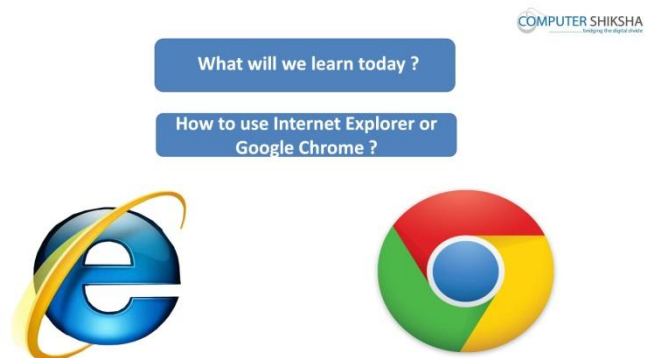 COMPUTER SHIKSHA
bridging the digital divide
What will we learn today ?
How to use Internet Explorer or
Google Chrome ?